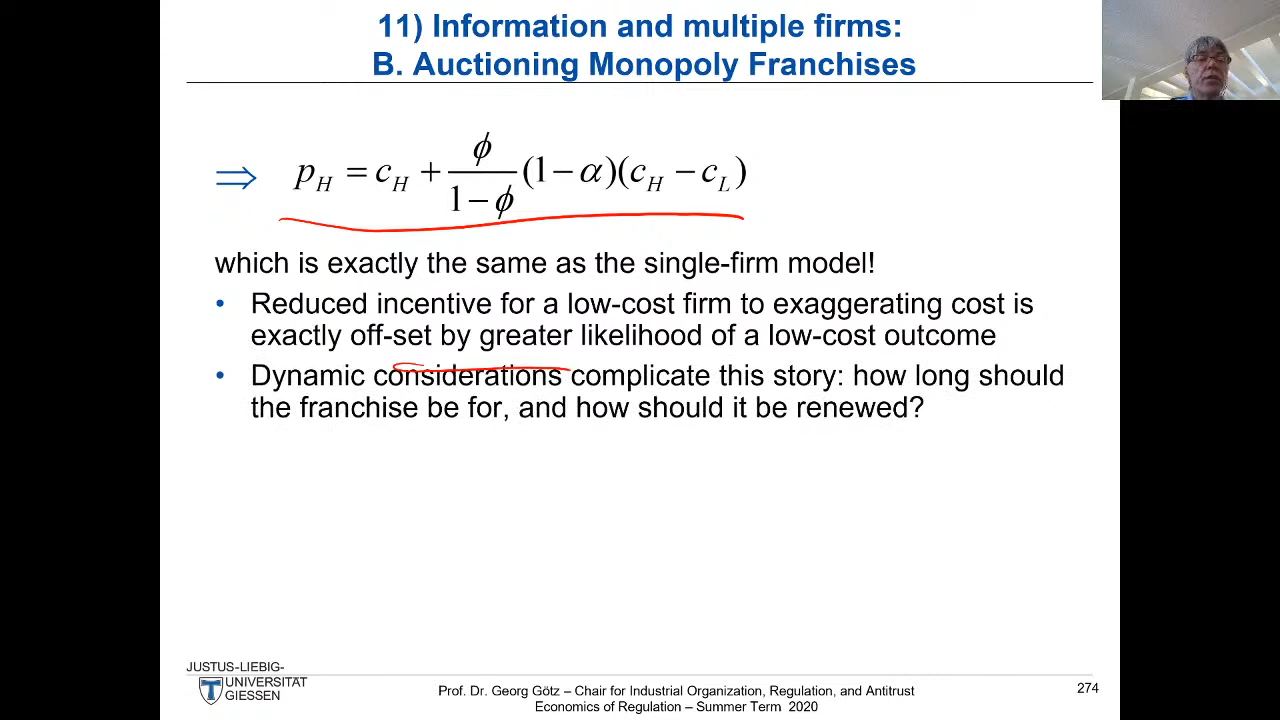 11) Information and multiple firms:
B. Auctioning Monopoly Franchises
⇒ p_H = c_H + \frac{ϕ}{1−ϕ}(1−α)(c_H − c_L)
which is exactly the same as the single-firm model!
• Reduced incentive for a low-cost firm to exaggerating cost is
exactly off-set by greater likelihood of a low-cost outcome
• Dynamic considerations complicate this story: how long should
the franchise be for, and how should it be renewed?
JUSTUS-LIEBIG-
UNIVERSITÄT
GIESSEN
Prof. Dr. Georg Götz – Chair for Industrial Organization, Regulation, and Antitrust
Economics of Regulation – Summer Term 2020
274